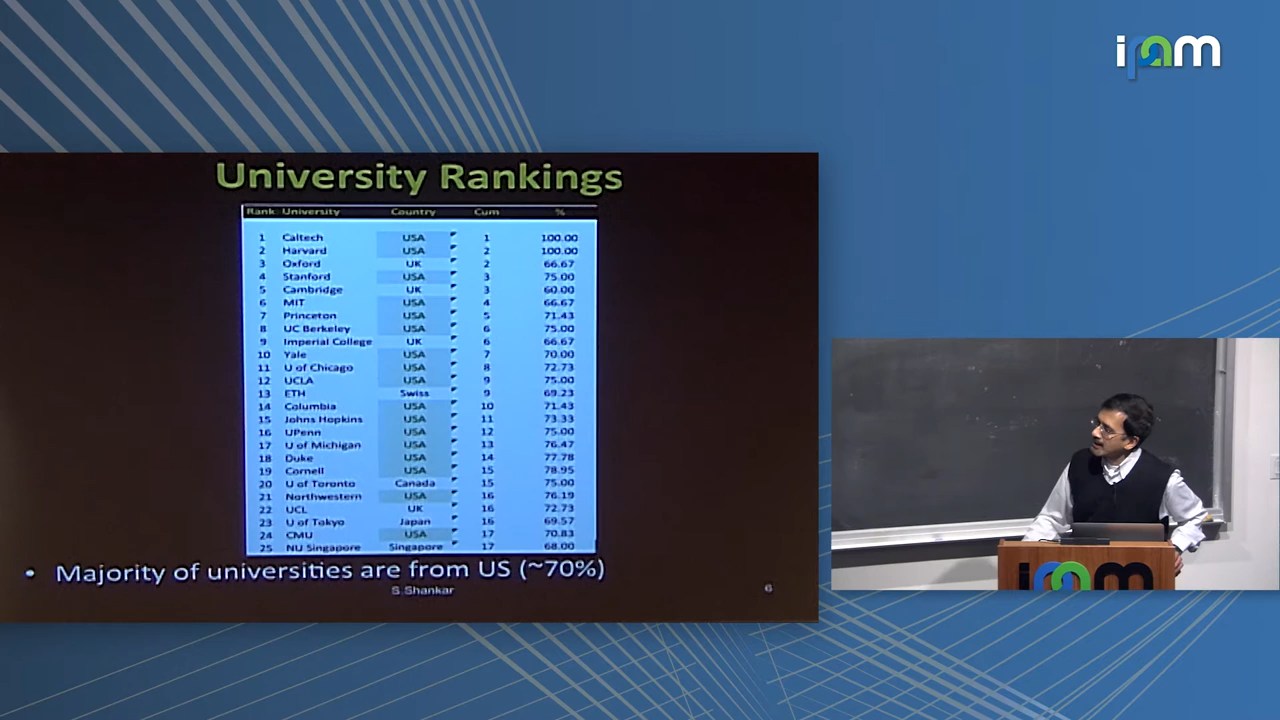 ipam
University Rankings
Rank University Country Cum %
1 Caltech USA 1 100.00
2 Harvard USA 2 100.00
3 Oxford UK 2 66.67
4 Stanford USA 3 75.00
5 Cambridge UK 3 60.00
6 MIT USA 4 66.67
7 Princeton USA 5 71.43
8 UC Berkeley USA 6 75.00
9 Imperial College UK 6 66.67
10 Yale USA 7 70.00
11 U of Chicago USA 8 72.73
12 UCLA USA 9 75.00
13 ETH Swiss 9 69.23
14 Columbia USA 10 71.43
15 Johns Hopkins USA 11 73.33
16 UPenn USA 12 75.00
17 U of Michigan USA 13 76.47
18 Duke USA 14 77.78
19 Cornell USA 15 78.95
20 U of Toronto Canada 15 75.00
21 Northwestern USA 16 76.19
22 UCL UK 16 72.73
23 U of Tokyo Japan 16 69.57
24 CMU USA 17 70.83
25 NU Singapore Singapore 17 68.00
• Majority of universities are from US (~70%)
S.Shankar
6
ipam